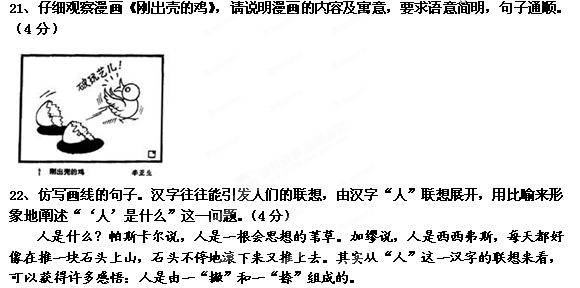 21、仔细观察漫画《刚出壳的鸡》，请说明漫画的内容及寓意，要求语意简明，句子通顺。
（4分）
破玩艺儿！
刚出壳的鸡
22、仿写画线的句子。汉字往往能引发人们的联想，由汉字“人”联想展开，用比喻来形
象地阐述“‘人’是什么”这一问题。（4分）
人是什么？帕斯卡尔说，人是一根会思想的苇草。加缪说，人是西西弗斯，每天都好
像在推一块石头上山，石头不停地滚下来又推上去。其实从“人”这一汉字的联想来看，
可以获得许多感悟：人是由一“撇”和一“捺”组成的。